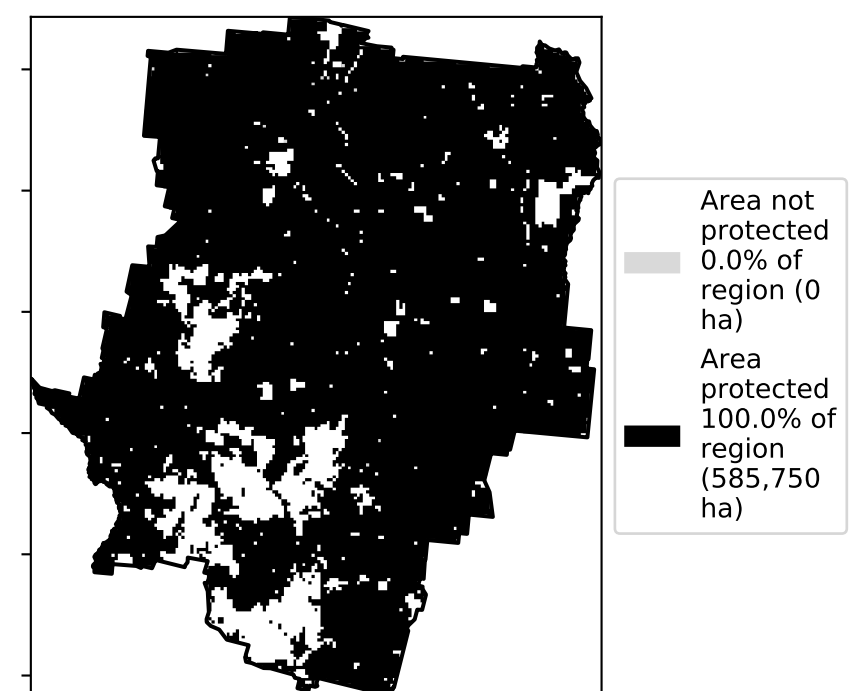 Area not
protected
0.0% of
region (0
ha)
Area
protected
100.0% of
region
(585,750
ha)